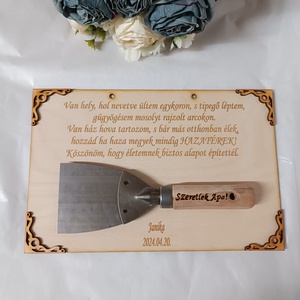 Van hely, hol nevetve ültem egykoron, s tipegő léptem,
gügyögésem mosolyt rajzolt arcokon.
Van ház hova tartozom, s bár más otthonban élek,
hozzád ha haza megyek mindig HAZATÉREK!
Köszönöm, hogy életemnek biztos alapot építettél.
Szeretlek Apa!
Janika
2024.04.20.